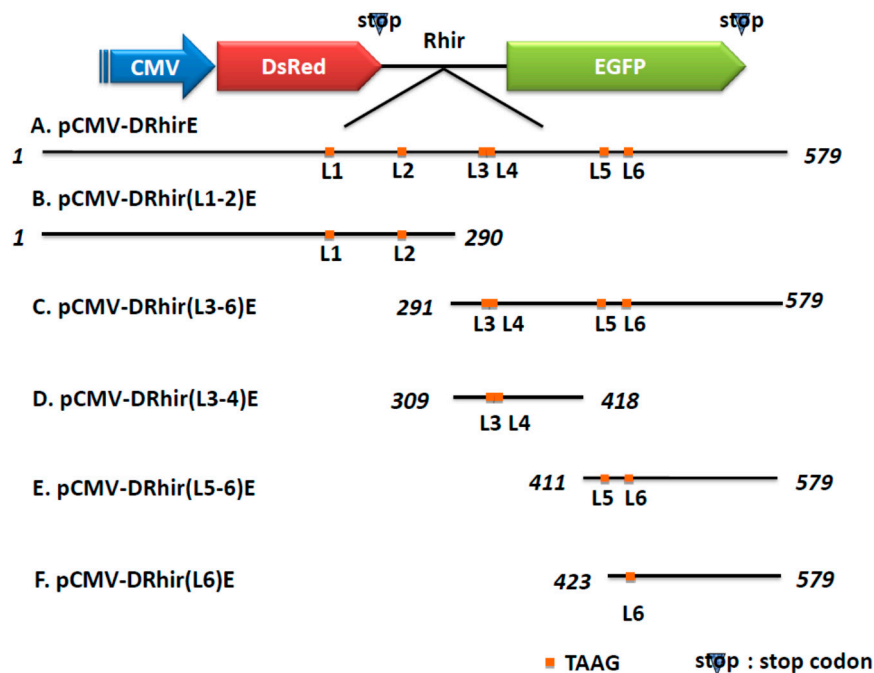 stop stop
Rhir
CMV DsRed EGFP
A. pCMV-DRhirE
1 579
L1 L2 L3 L4 L5 L6
B. pCMV-DRhir(L1-2)E
1 290
L1 L2
C. pCMV-DRhir(L3-6)E 291 579
L3 L4 L5 L6
D. pCMV-DRhir(L3-4)E 309 418
L3 L4
E. pCMV-DRhir(L5-6)E 411 579
L5 L6
F. pCMV-DRhir(L6)E 423 579
L6
TAAG stop : stop codon